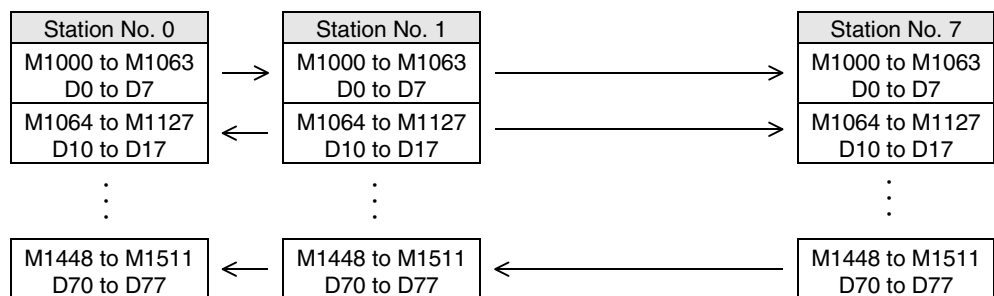 Station No. 0 Station No. 1 Station No. 7
M1000 to M1063 M1000 to M1063 M1000 to M1063
D0 to D7 D0 to D7 D0 to D7
M1064 to M1127 M1064 to M1127 M1064 to M1127
D10 to D17 D10 to D17 D10 to D17
M1448 to M1511 M1448 to M1511 M1448 to M1511
D70 to D77 D70 to D77 D70 to D77